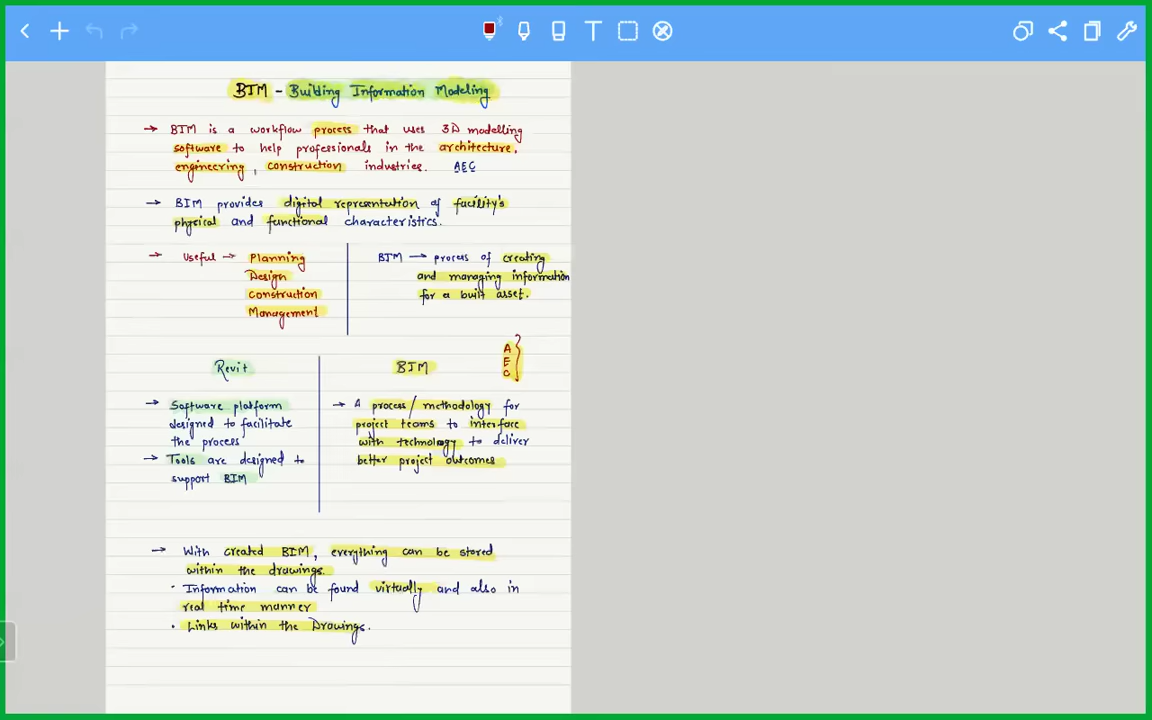 BIM - Building Information Modeling
→ BIM is a workflow process that uses 3D modelling
software to help professionals in the architecture,
engineering, construction industries. AEC
→ BIM provides digital representation of facility's
physical and functional characteristics.
→ Useful → Planning
Design
Construction
Management
BIM → process of creating
and managing information
for a built asset.
Revit
→ Software platform
designed to facilitate
the process
→ Tools are designed to
support BIM
BIM
A
E
C
→ A process/methodology for
project teams to interface
with technology to deliver
better project outcomes
→ With created BIM, everything can be stored
within the drawings.
· Information can be found virtually and also in
real time manner
· Links within the Drawings.